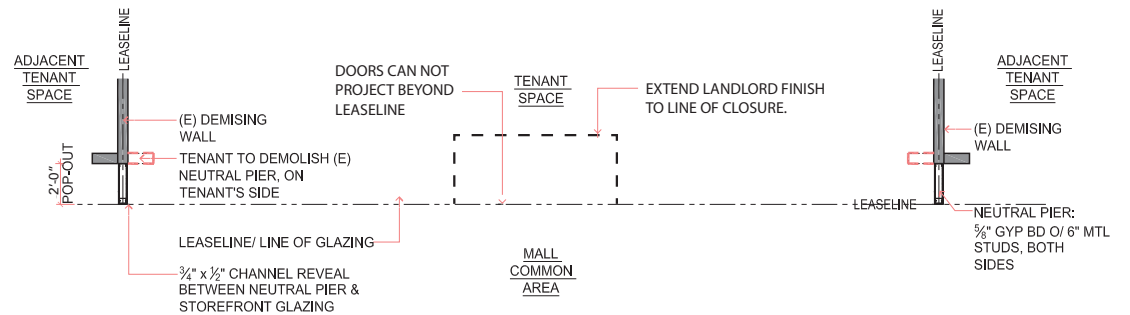 ADJACENT
TENANT
SPACE
LEASELINE
(E) DEMISING
WALL
TENANT TO DEMOLISH (E)
NEUTRAL PIER, ON
TENANT'S SIDE
2'-0"
POP-OUT
LEASELINE/ LINE OF GLAZING
¾" x ½" CHANNEL REVEAL
BETWEEN NEUTRAL PIER &
STOREFRONT GLAZING
DOORS CAN NOT
PROJECT BEYOND
LEASELINE
TENANT
SPACE
EXTEND LANDLORD FINISH
TO LINE OF CLOSURE.
MALL
COMMON
AREA
LEASELINE
ADJACENT
TENANT
SPACE
(E) DEMISING
WALL
LEASELINE
NEUTRAL PIER:
⅝" GYP BD O/ 6" MTL
STUDS, BOTH
SIDES